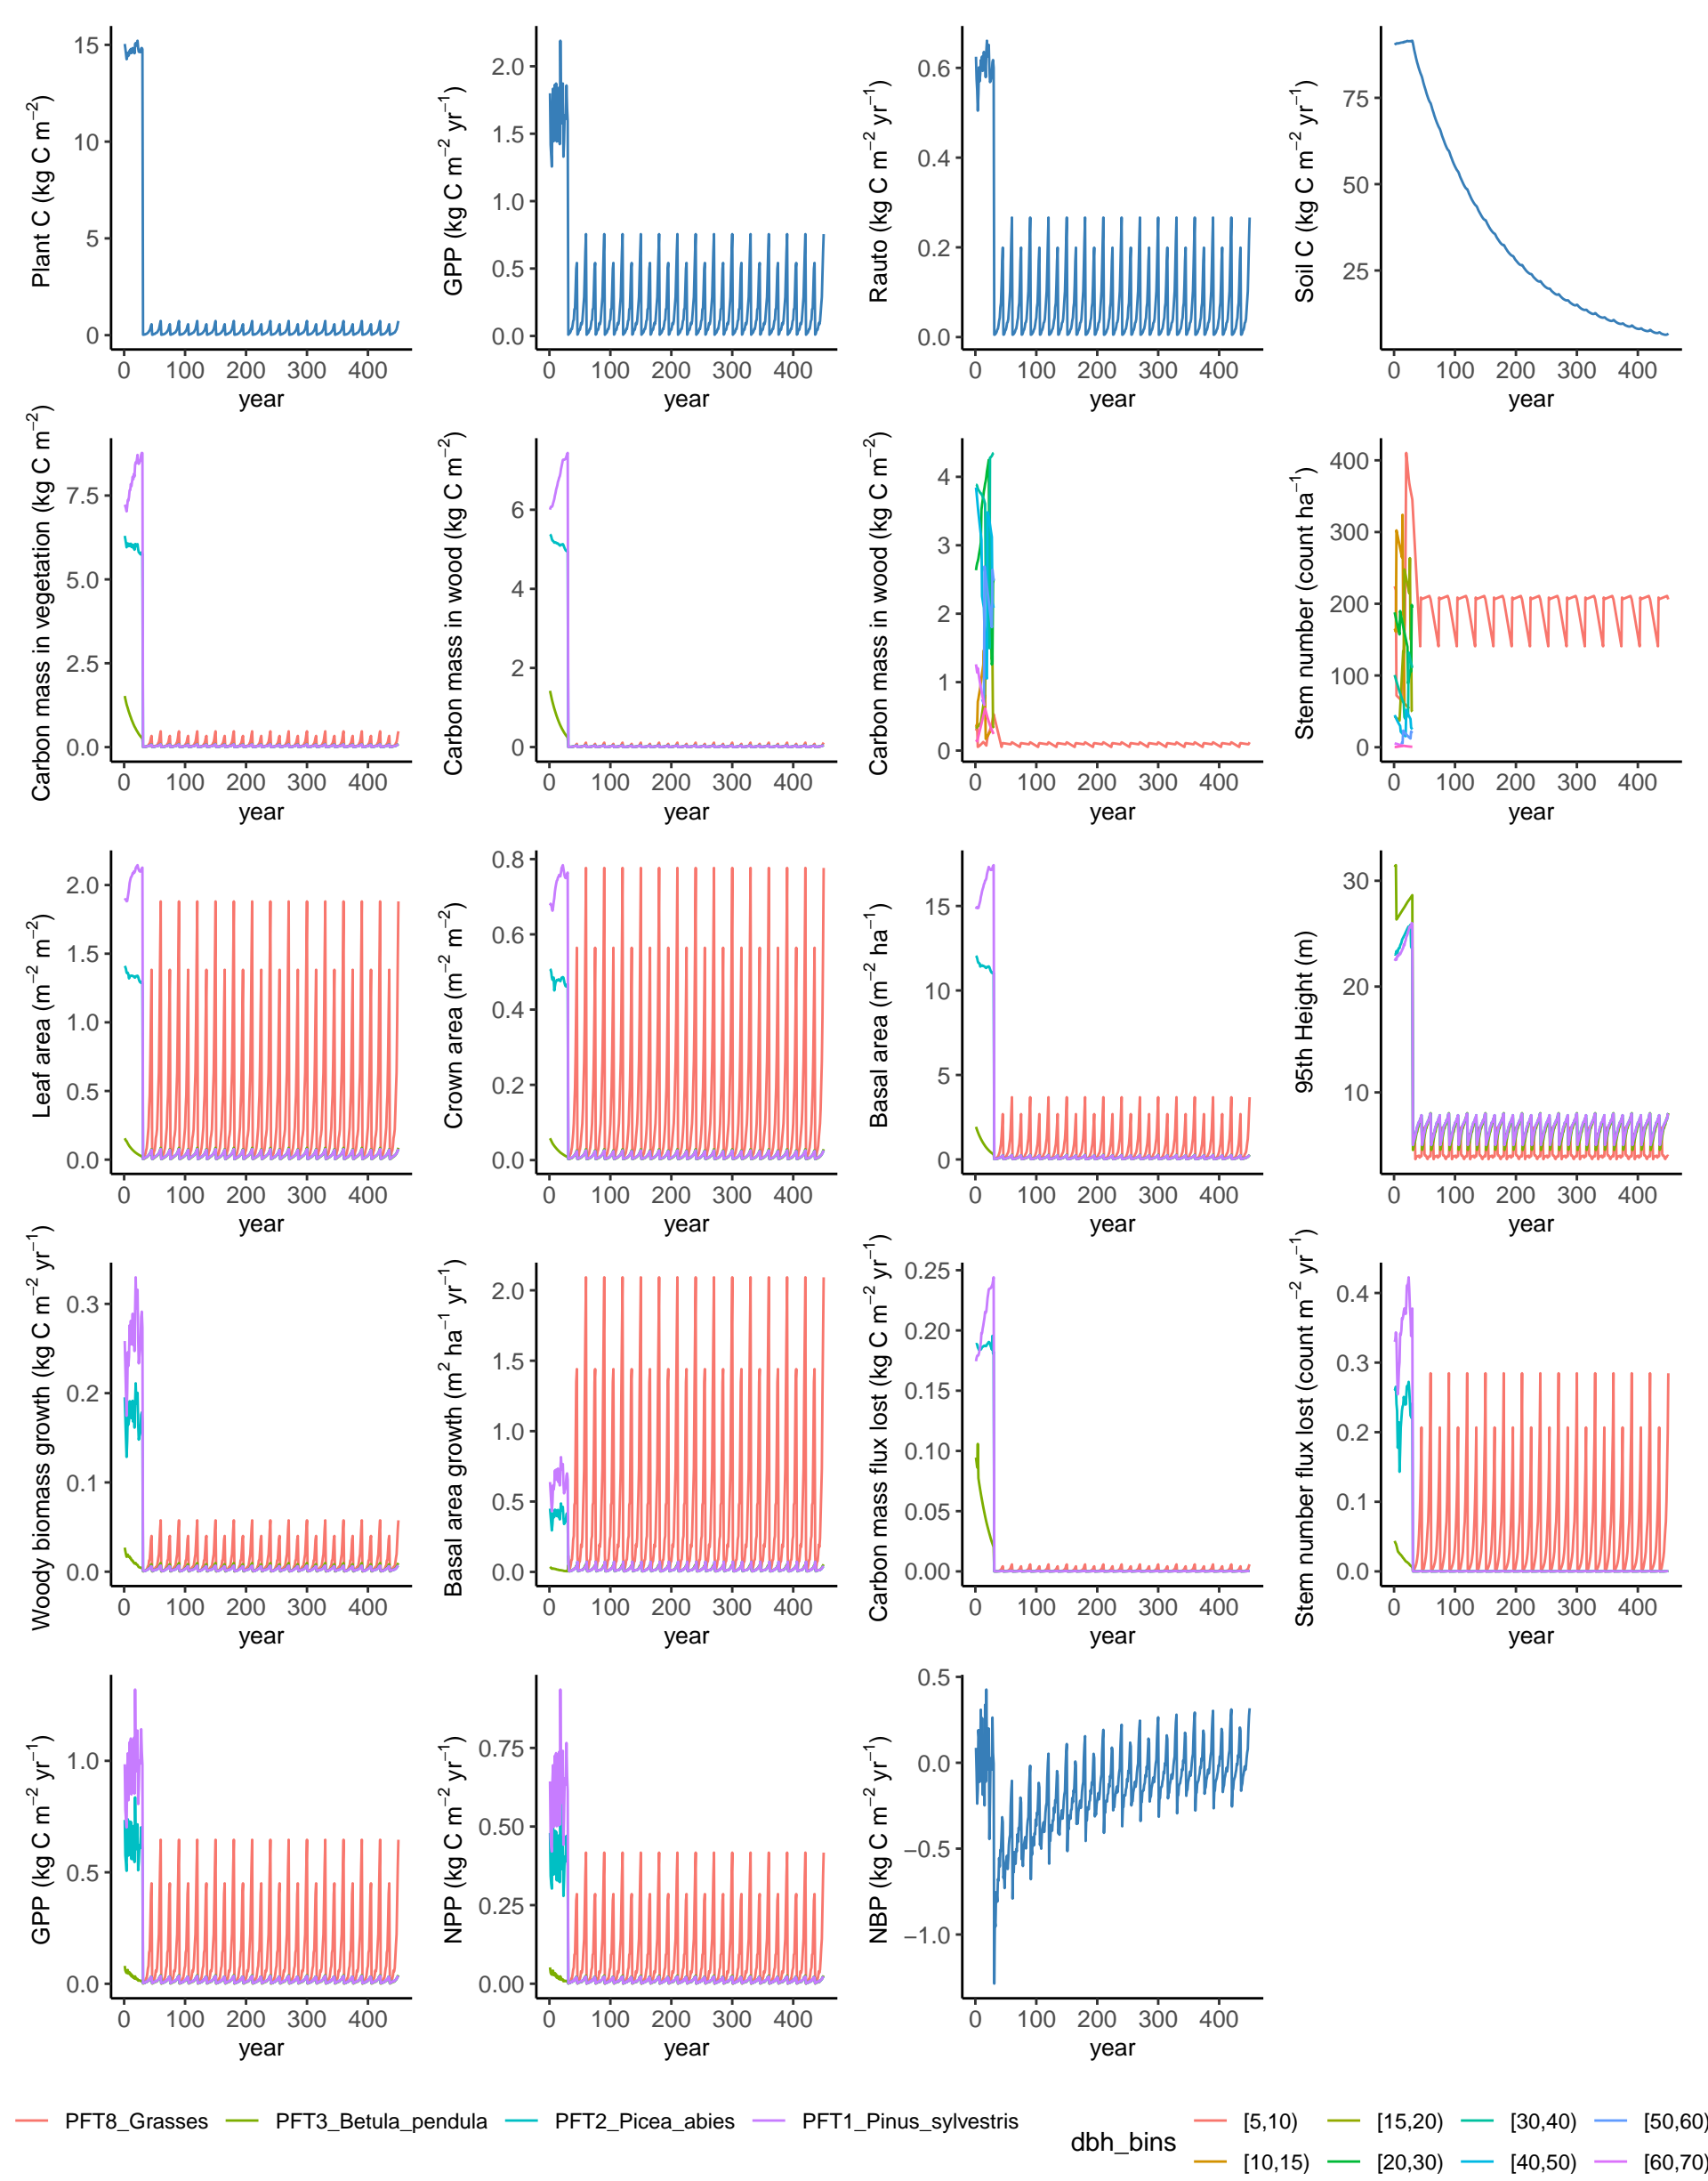 Plant C (kg C m−2)
15
10
5
0
0 100 200 300 400
year
GPP (kg C m−2 yr−1)
2.0
1.5
1.0
0.5
0.0
0 100 200 300 400
year
Rauto (kg C m−2 yr−1)
0.6
0.4
0.2
0.0
0 100 200 300 400
year
Soil C (kg C m−2 yr−1)
75
50
25
0 100 200 300 400
year
Carbon mass in vegetation (kg C m−2)
7.5
5.0
2.5
0.0
0 100 200 300 400
year
Carbon mass in wood (kg C m−2)
6
4
2
0
0 100 200 300 400
year
Carbon mass in wood (kg C m−2)
4
3
2
1
0
0 100 200 300 400
year
Stem number (count ha−1)
400
300
200
100
0
0 100 200 300 400
year
Leaf area (m−2 m−2)
2.0
1.5
1.0
0.5
0.0
0 100 200 300 400
year
Crown area (m−2 m−2)
0.8
0.6
0.4
0.2
0.0
0 100 200 300 400
year
Basal area (m−2 ha−1)
15
10
5
0
0 100 200 300 400
year
95th Height (m)
30
20
10
0 100 200 300 400
year
Woody biomass growth (kg C m−2 yr−1)
0.3
0.2
0.1
0.0
0 100 200 300 400
year
Basal area growth (m2 ha−1 yr−1)
2.0
1.5
1.0
0.5
0.0
0 100 200 300 400
year
Carbon mass flux lost (kg C m−2 yr−1)
0.25
0.20
0.15
0.10
0.05
0.00
0 100 200 300 400
year
Stem number flux lost (count m−2 yr−1)
0.4
0.3
0.2
0.1
0.0
0 100 200 300 400
year
GPP (kg C m−2 yr−1)
1.0
0.5
0.0
0 100 200 300 400
year
NPP (kg C m−2 yr−1)
0.75
0.50
0.25
0.00
0 100 200 300 400
year
NBP (kg C m−2 yr−1)
0.5
0.0
−0.5
−1.0
0 100 200 300 400
year
PFT8_Grasses PFT3_Betula_pendula PFT2_Picea_abies PFT1_Pinus_sylvestris
dbh_bins
[5,10) [15,20) [30,40) [50,60)
[10,15) [20,30) [40,50) [60,70)